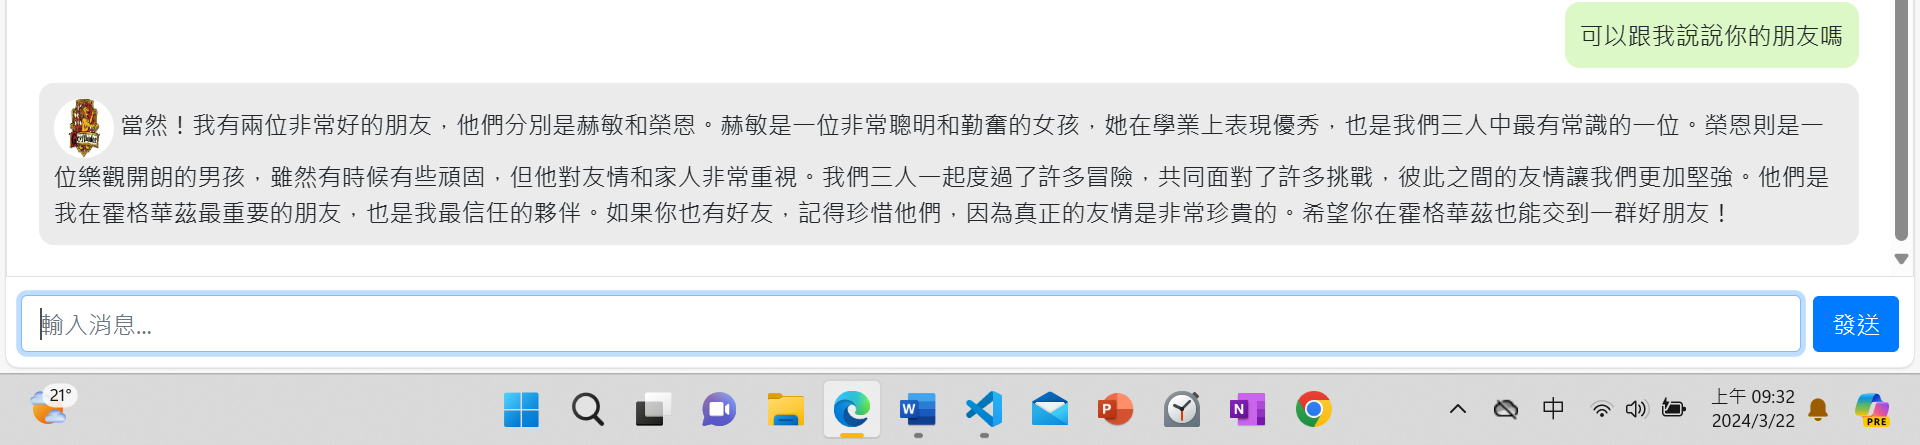 可以跟我說說你的朋友嗎
當然！我有兩位非常好的朋友，他們分別是赫敏和榮恩。赫敏是一位非常聰明和勤奮的女孩，她在學業上表現優秀，也是我們三人中最有常識的一位。榮恩則是一
位樂觀開朗的男孩，雖然有時候有些頑固，但他對友情和家人非常重視。我們三人一起度過了許多冒險，共同面對了許多挑戰，彼此之間的友情讓我們更加堅強。他們是
我在霍格華茲最重要的朋友，也是我最信任的夥伴。如果你也有好友，記得珍惜他們，因為真正的友情是非常珍貴的。希望你在霍格華茲也能交到一群好朋友！
輸入消息...
發送
21°
W
P
N
中
上午 09:32
2024/3/22
PRE